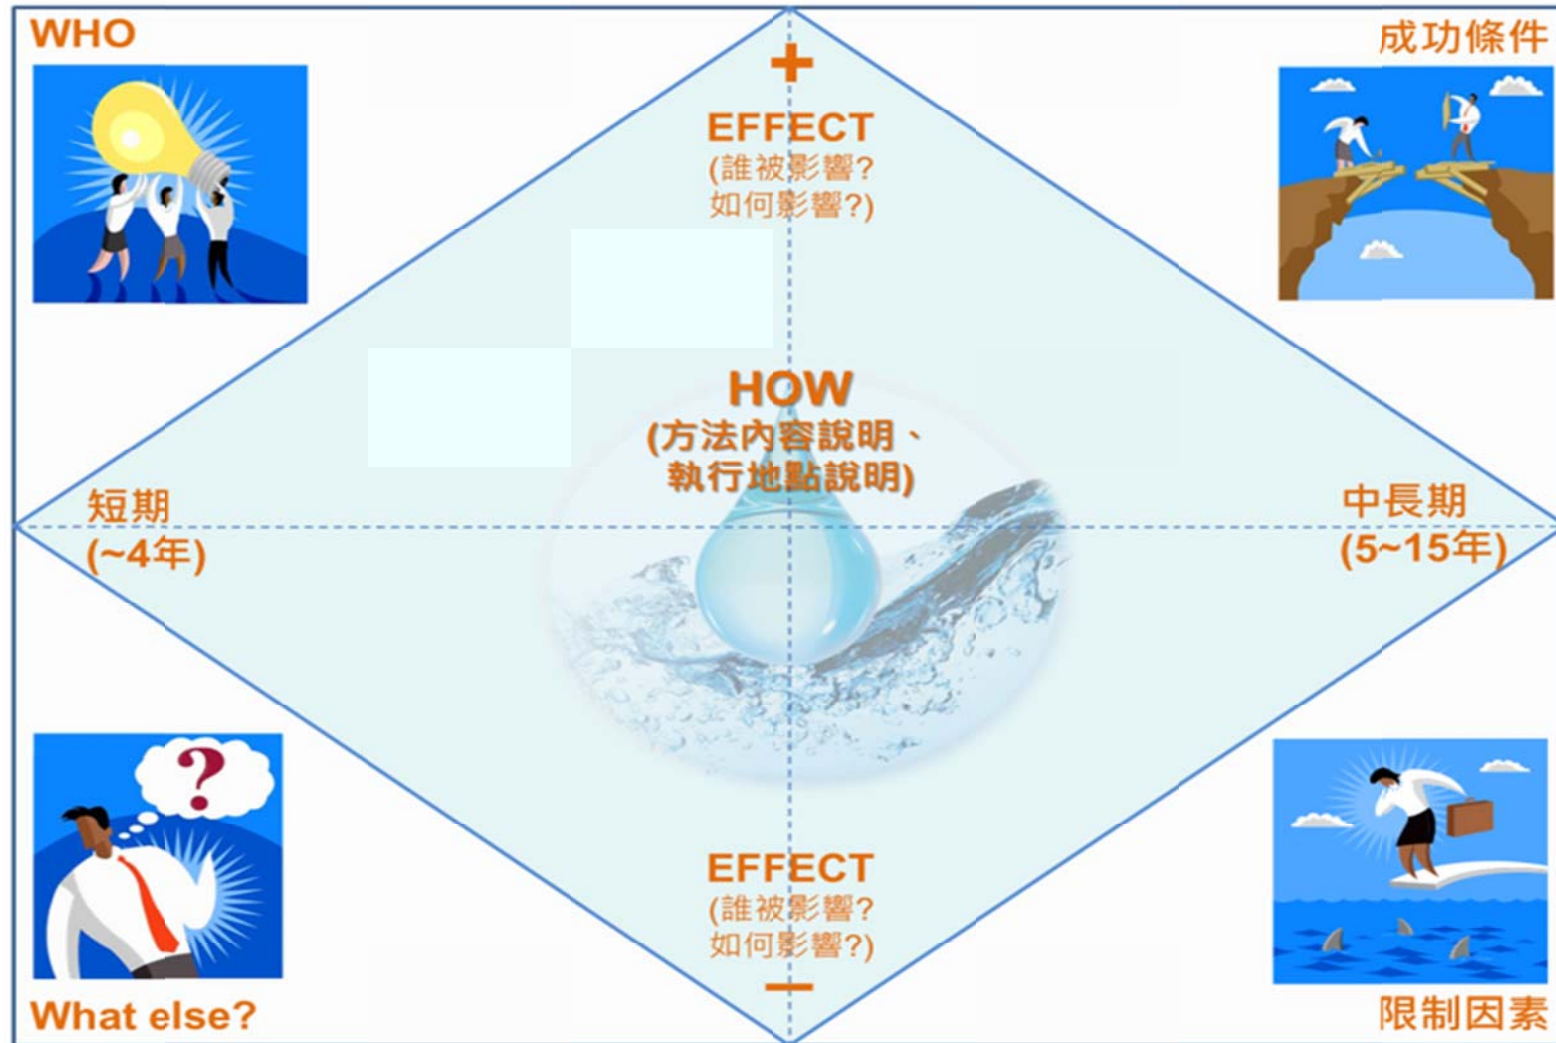 WHO
成功條件
+
EFFECT
(誰被影響?
如何影響?)
HOW
(方法內容說明、
執行地點說明)
短期
(~4年)
中長期
(5~15年)
?
EFFECT
(誰被影響?
如何影響?)
—
What else?
限制因素